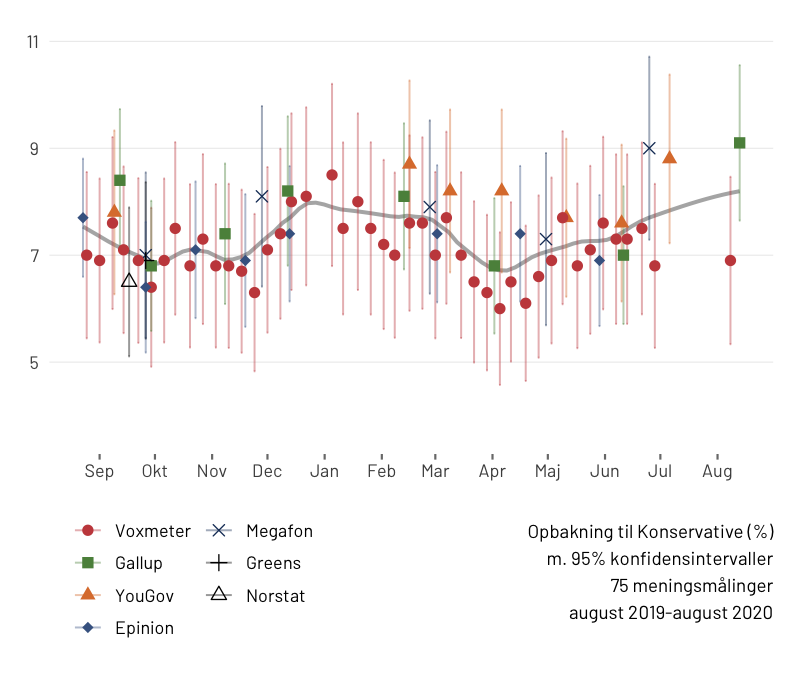 11
9
7
5
Sep Okt Nov Dec Jan Feb Mar Apr Maj Jun Jul Aug
Voxmeter Megafon
Gallup Greens
YouGov Norstat
Epinion
Opbakning til Konservative (%)
m. 95% konfidensintervaller
75 meningsmålinger
august 2019-august 2020